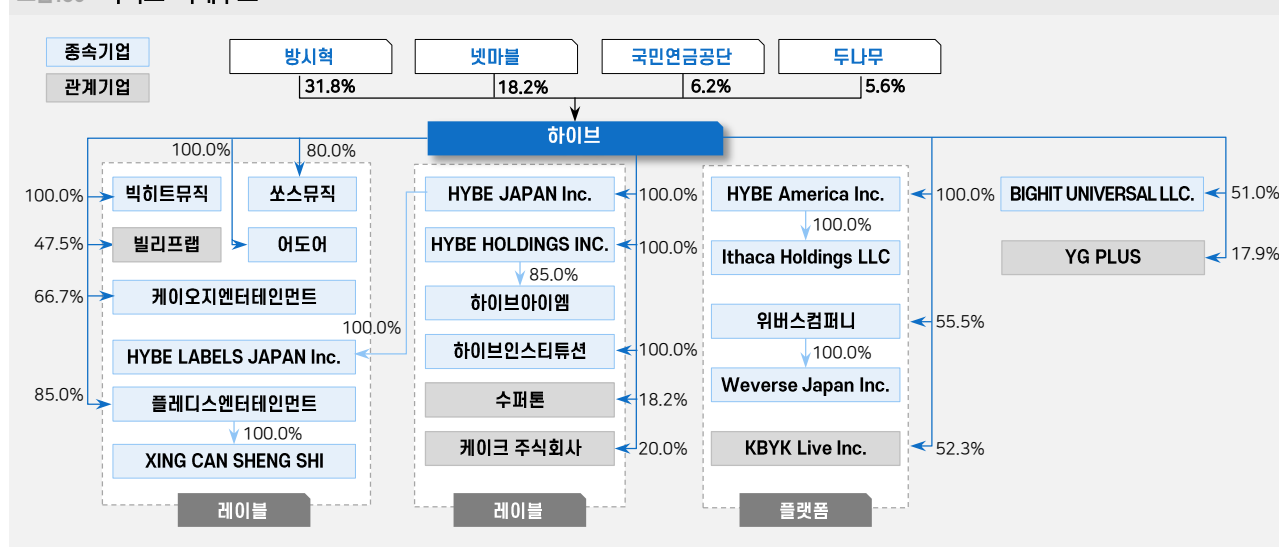 종속기업
관계기업
방시혁
넷마블
국민연금공단
두나무
31.8%
18.2%
6.2%
5.6%
하이브
100.0%
80.0%
100.0%
빅히트뮤직
쏘스뮤직
47.5%
빌리프랩
어도어
66.7%
케이오지엔터테인먼트
100.0%
HYBE LABELS JAPAN Inc.
85.0%
플레디스엔터테인먼트
100.0%
XING CAN SHENG SHI
레이블
HYBE JAPAN Inc.
100.0%
HYBE HOLDINGS INC.
100.0%
85.0%
하이브아이엠
하이브인스티튜션
100.0%
수퍼톤
18.2%
케이크 주식회사
20.0%
레이블
HYBE America Inc.
100.0%
100.0%
Ithaca Holdings LLC
위버스컴퍼니
55.5%
100.0%
Weverse Japan Inc.
KBYK Live Inc.
52.3%
플랫폼
BIGHIT UNIVERSAL LLC.
51.0%
YG PLUS
17.9%